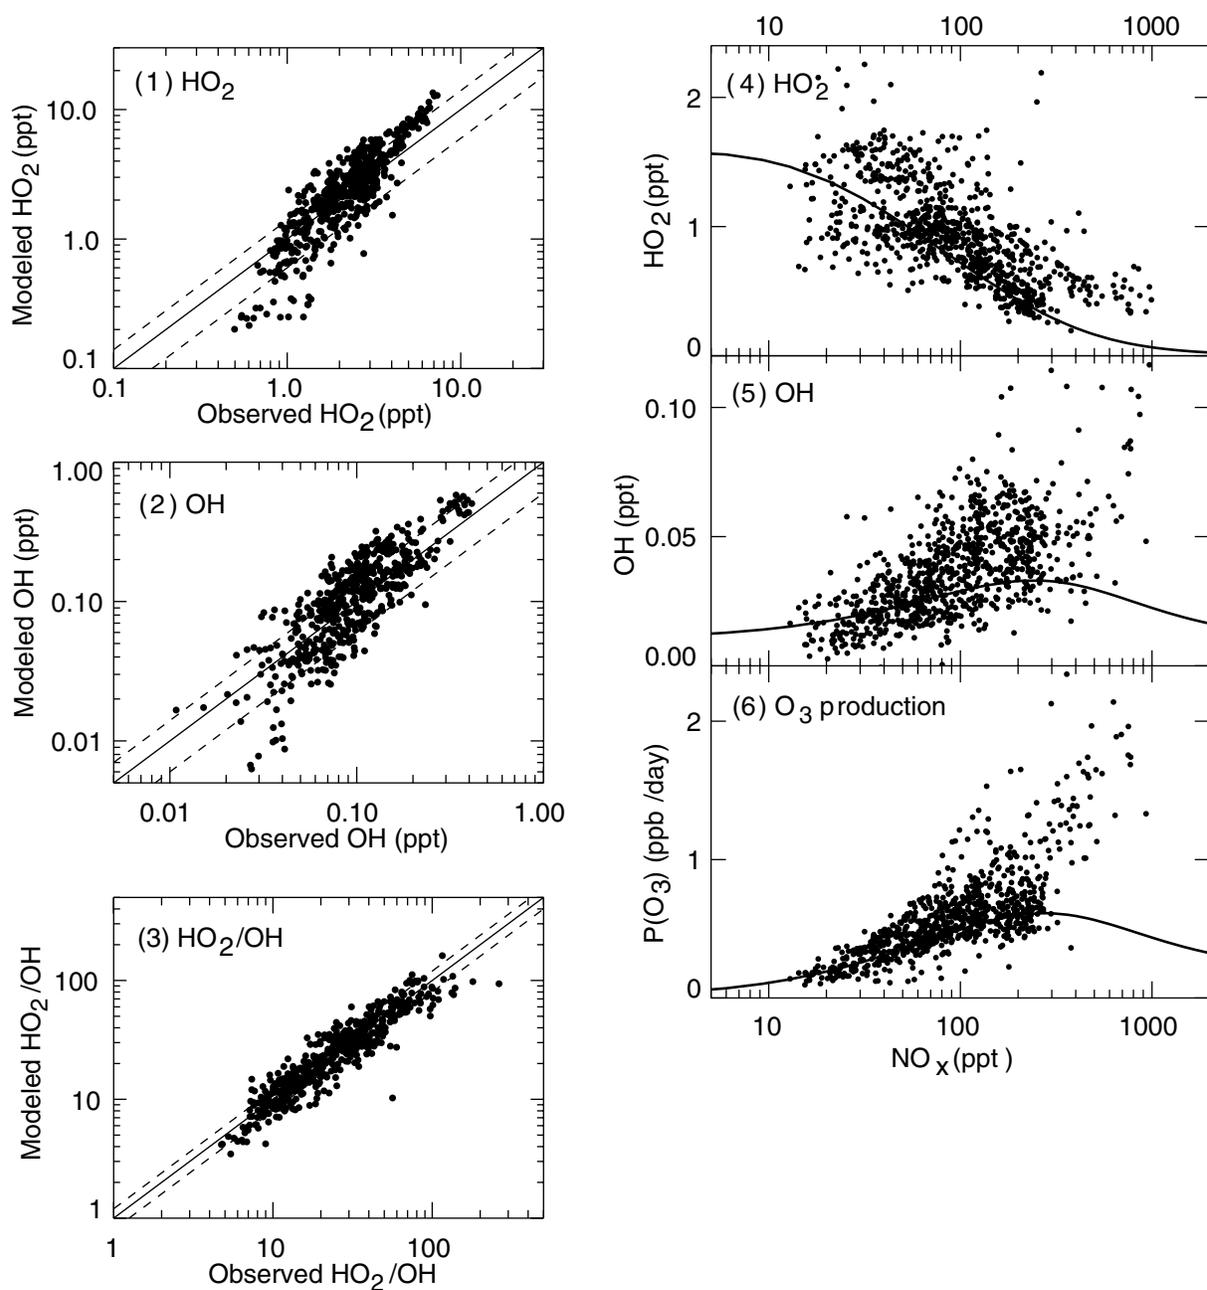 (1) HO2
Modeled HO2 (ppt)
10.0
1.0
0.1
0.1 1.0 10.0
Observed HO2 (ppt)
(2) OH
Modeled OH (ppt)
1.00
0.10
0.01
0.01 0.10 1.00
Observed OH (ppt)
(3) HO2/OH
Modeled HO2/OH
100
10
1
1 10 100
Observed HO2/OH
10 100 1000
(4) HO2
HO2 (ppt)
2
1
0
(5) OH
OH (ppt)
0.10
0.05
0.00
(6) O3 production
P(O3) (ppb/day)
2
1
0
10 100 1000
NOx (ppt)